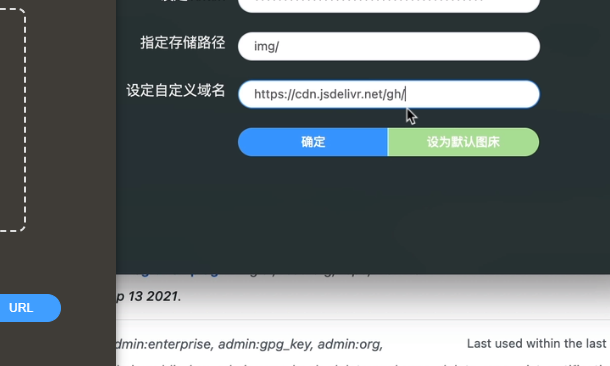 指定存储路径
img/
设定自定义域名
https://cdn.jsdelivr.net/gh/
确定
设为默认图床
URL
p 13 2021.
dmin:enterprise, admin:gpg_key, admin:org,
Last used within the last